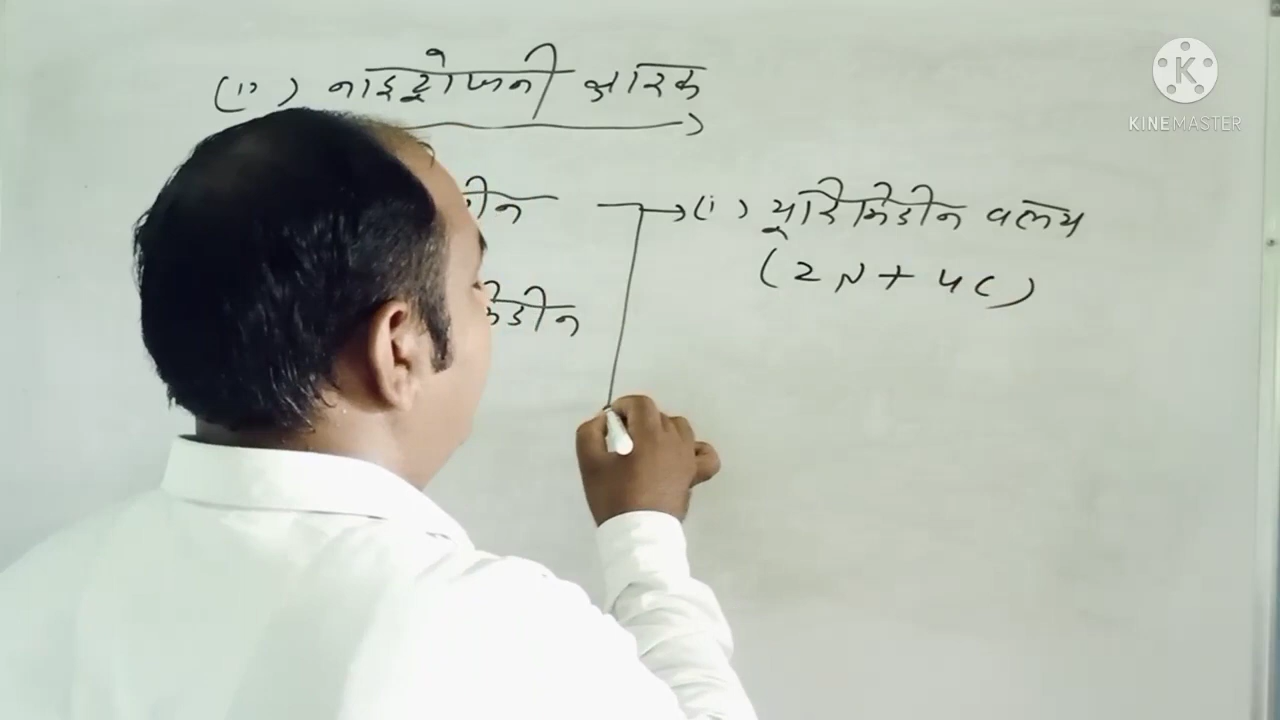 (ii) नाइट्रोजनी क्षारक
(i) यूरिमिडीन वलय
(2N + 4C)
KINEMASTER